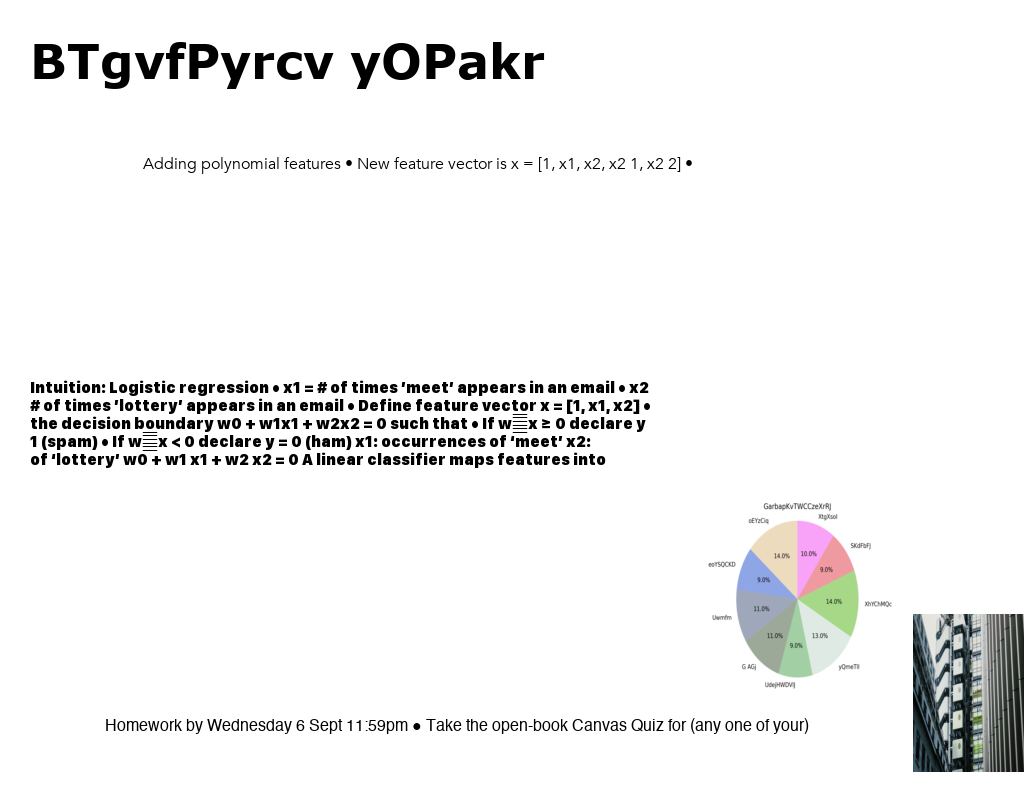 BTgvfPyrcv yOPakr
Adding polynomial features • New feature vector is x = [1, x1, x2, x2 1, x2 2] •
Intuition: Logistic regression • x1 = # of times ’meet’ appears in an email • x2
# of times ’lottery’ appears in an email • Define feature vector x = [1, x1, x2] •
the decision boundary w0 + w1x1 + w2x2 = 0 such that • If w x ≥ 0 declare y
1 (spam) • If w x < 0 declare y = 0 (ham) x1: occurrences of ‘meet’ x2:
of ‘lottery’ w0 + w1 x1 + w2 x2 = 0 A linear classifier maps features into
GarbapKvTWCCzeXrRJ
oEYzCiq
XtgXsoI
14.0%
10.0%
SKdFbFJ
9.0%
eoYSQCKD
9.0%
14.0%
XhYChMQc
11.0%
Uwmfm
11.0%
9.0%
13.0%
G AGj
yQmeTll
UdejHWDVlJ
Homework by Wednesday 6 Sept 11:59pm ● Take the open-book Canvas Quiz for (any one of your)